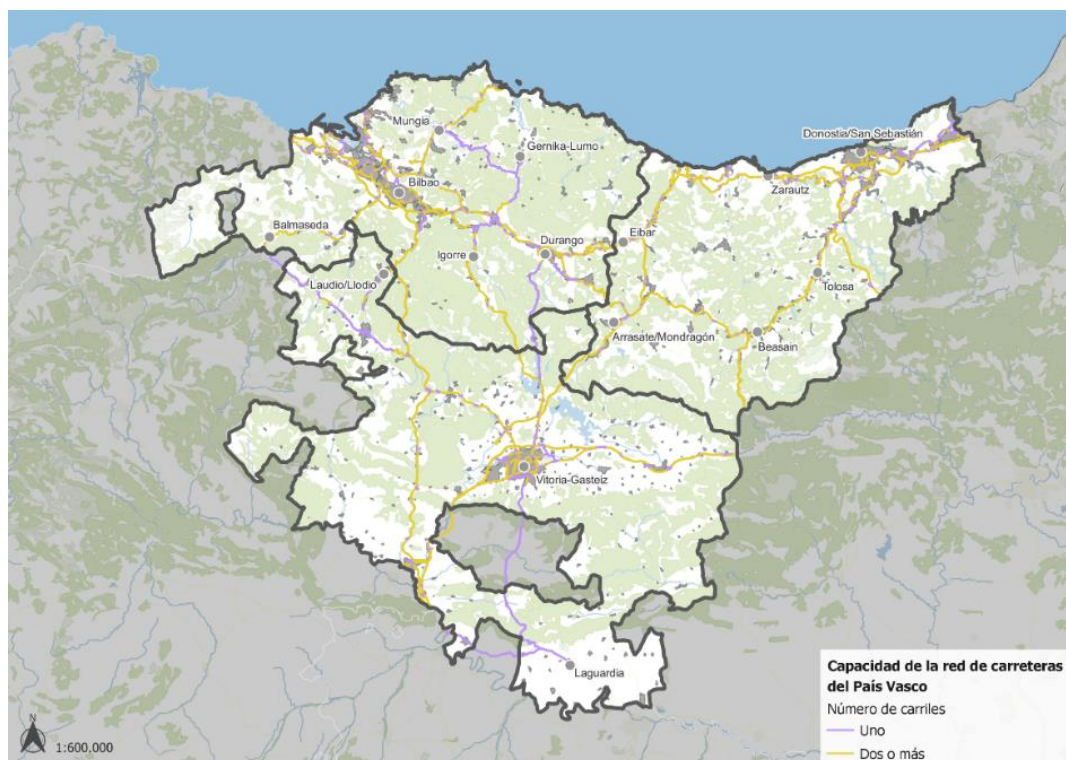 Mungia
Gernika-Lumo
Donostia/San Sebastián
Zarautz
Bilbao
Balmaseda
Igorre
Durango
Eibar
Laudio/Llodio
Tolosa
Arrasate/Mondragón
Beasain
Vitoria-Gasteiz
Laguardia
Capacidad de la red de carreteras
del País Vasco
Número de carriles
Uno
Dos o más
N
1:600.000